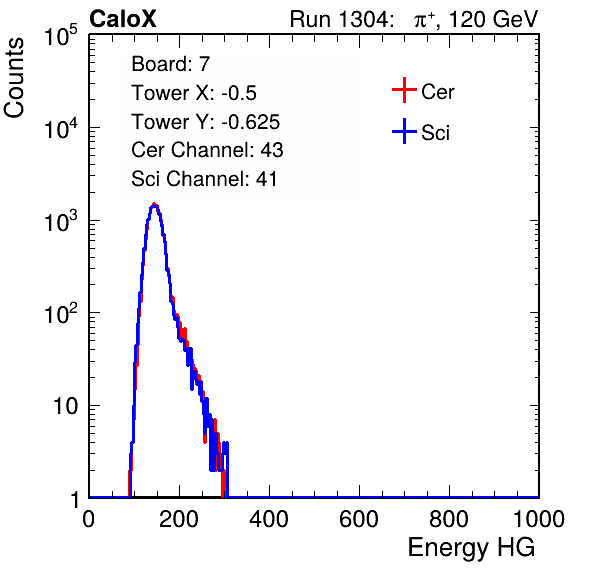 CaloX Run 1304: π⁺, 120 GeV
Counts
10⁵
10⁴
10³
10²
10
1
Board: 7
Tower X: -0.5
Tower Y: -0.625
Cer Channel: 43
Sci Channel: 41
Cer
Sci
0 200 400 600 800 1000
Energy HG